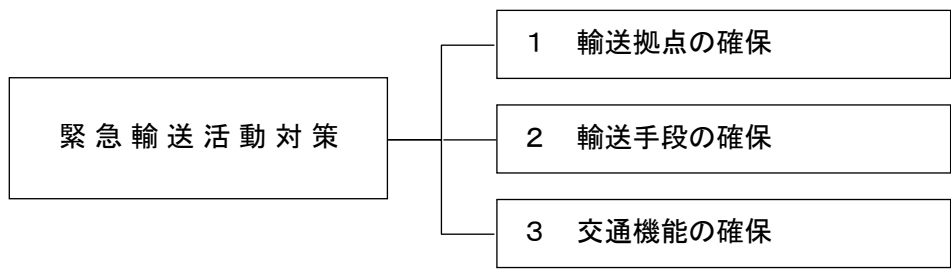 緊急輸送活動対策
１　輸送拠点の確保
２　輸送手段の確保
３　交通機能の確保